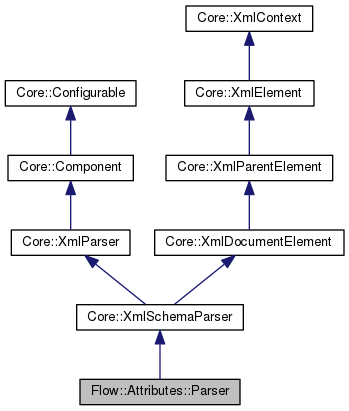 Core::XmlContext
Core::Configurable
Core::XmlElement
Core::Component
Core::XmlParentElement
Core::XmlParser
Core::XmlDocumentElement
Core::XmlSchemaParser
Flow::Attributes::Parser